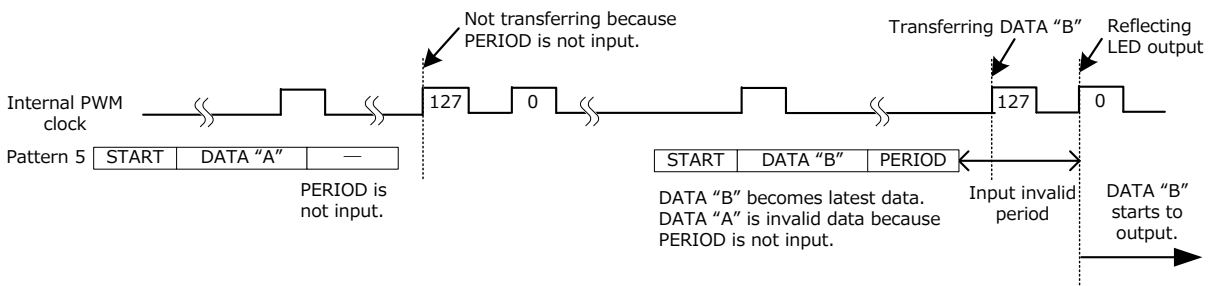 Not transferring because
PERIOD is not input.
Transferring DATA “B”
Reflecting
LED output
Internal PWM
clock
127
0
127
0
Pattern 5
START
DATA “A”
—
START
DATA “B”
PERIOD
PERIOD is
not input.
DATA “B” becomes latest data.
DATA “A” is invalid data because
PERIOD is not input.
Input invalid
period
DATA “B”
starts to
output.